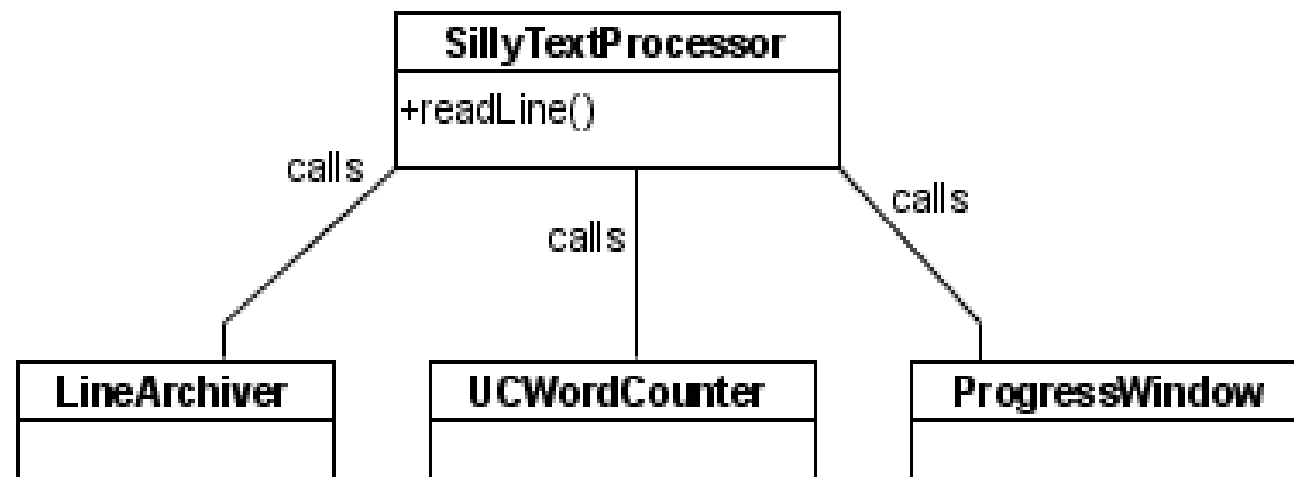 SillyTextProcessor
+readLine()
calls
calls
calls
LineArchiver
UCWordCounter
ProgressWindow